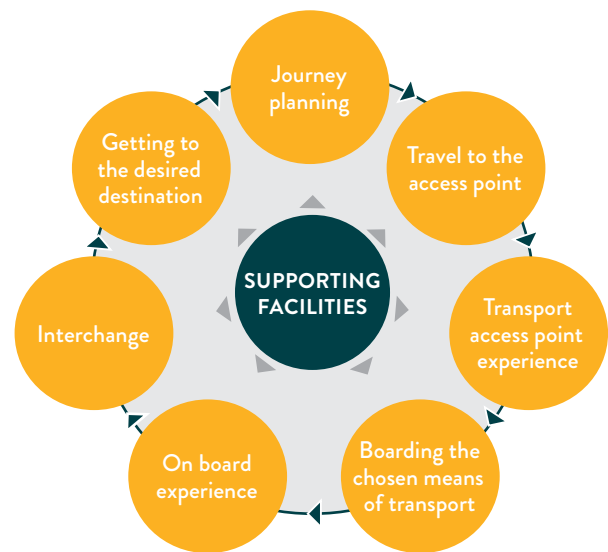 Journey
planning
Travel to the
access point
Transport
access point
experience
Boarding the
chosen means
of transport
On board
experience
Interchange
Getting to
the desired
destination
SUPPORTING
FACILITIES